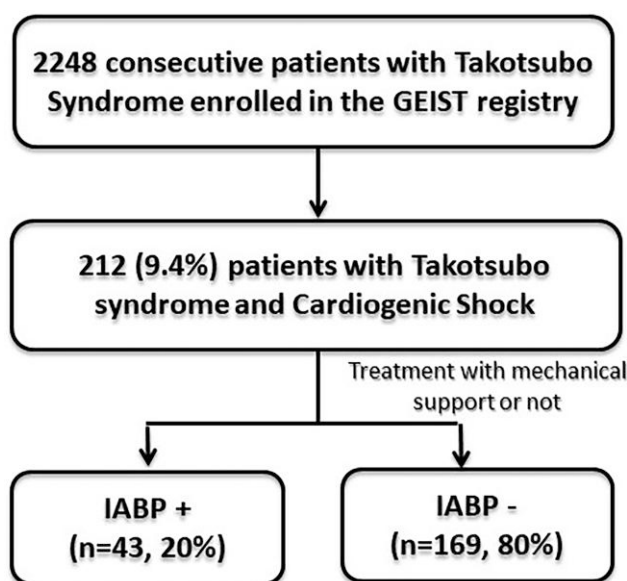 2248 consecutive patients with Takotsubo
Syndrome enrolled in the GEIST registry
212 (9.4%) patients with Takotsubo
syndrome and Cardiogenic Shock
Treatment with mechanical
support or not
IABP +
(n=43, 20%)
IABP -
(n=169, 80%)